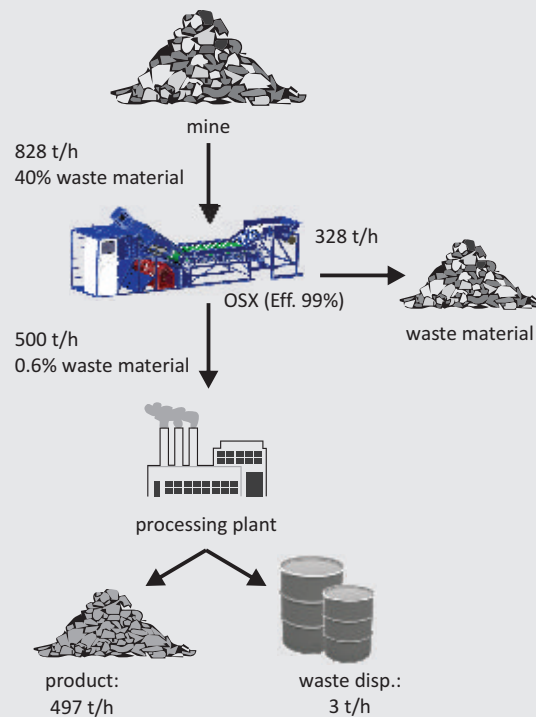 mine
828 t/h
40% waste material
328 t/h
OSX (Eff. 99%)
waste material
500 t/h
0.6% waste material
processing plant
product:
497 t/h
waste disp.:
3 t/h